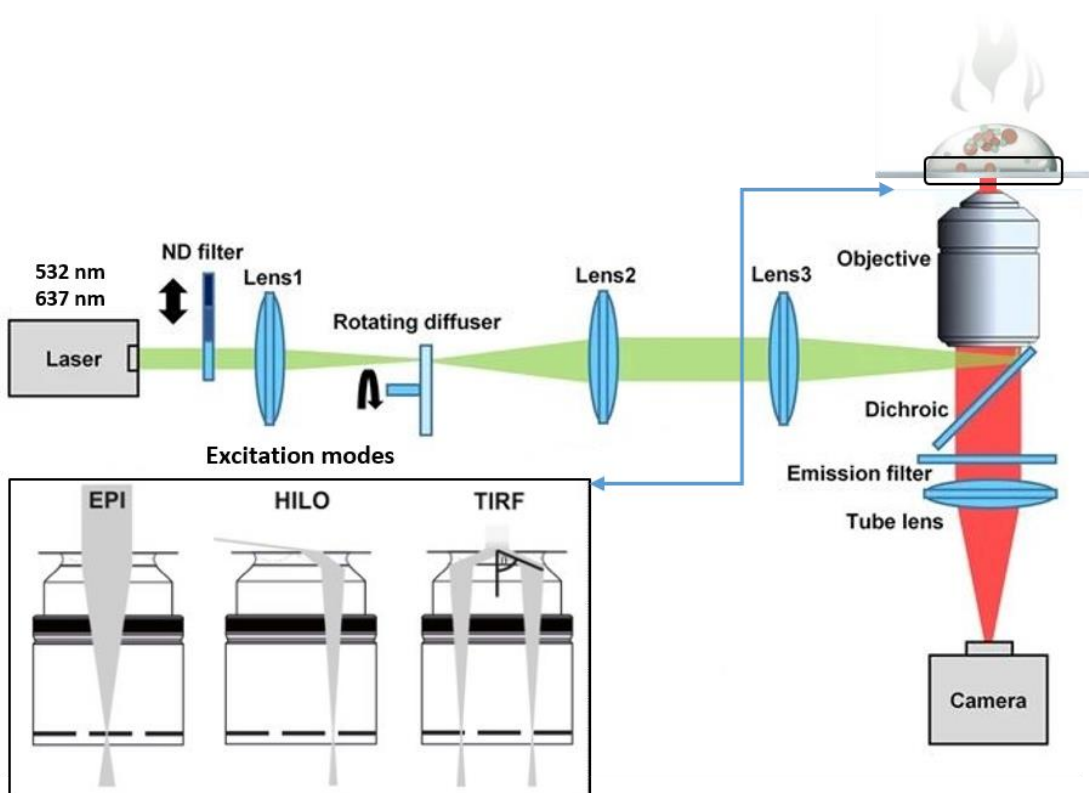 532 nm
637 nm
Laser
ND filter
Lens1
Rotating diffuser
Lens2
Lens3
Objective
Dichroic
Emission filter
Tube lens
Camera
Excitation modes
EPI
HILO
TIRF